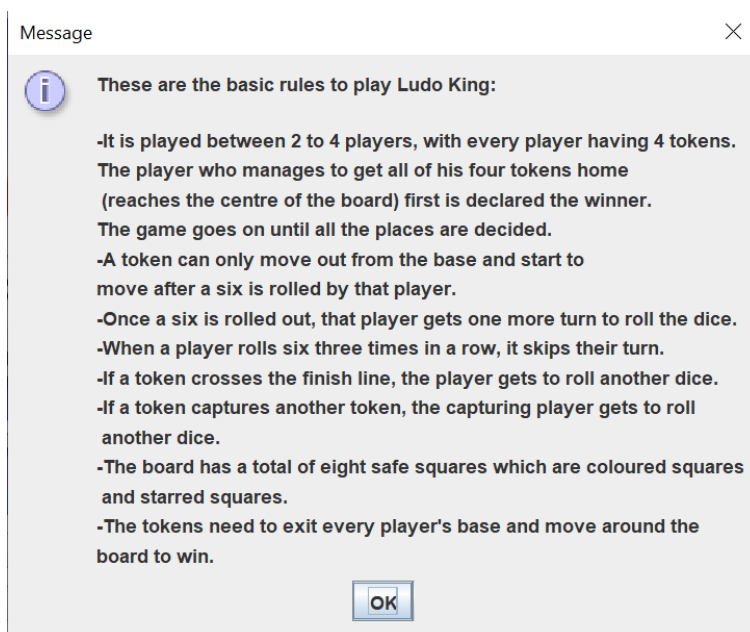 Message
These are the basic rules to play Ludo King:
-It is played between 2 to 4 players, with every player having 4 tokens.
The player who manages to get all of his four tokens home
(reaches the centre of the board) first is declared the winner.
The game goes on until all the places are decided.
-A token can only move out from the base and start to
move after a six is rolled by that player.
-Once a six is rolled out, that player gets one more turn to roll the dice.
-When a player rolls six three times in a row, it skips their turn.
-If a token crosses the finish line, the player gets to roll another dice.
-If a token captures another token, the capturing player gets to roll
another dice.
-The board has a total of eight safe squares which are coloured squares
and starred squares.
-The tokens need to exit every player's base and move around the
board to win.
OK